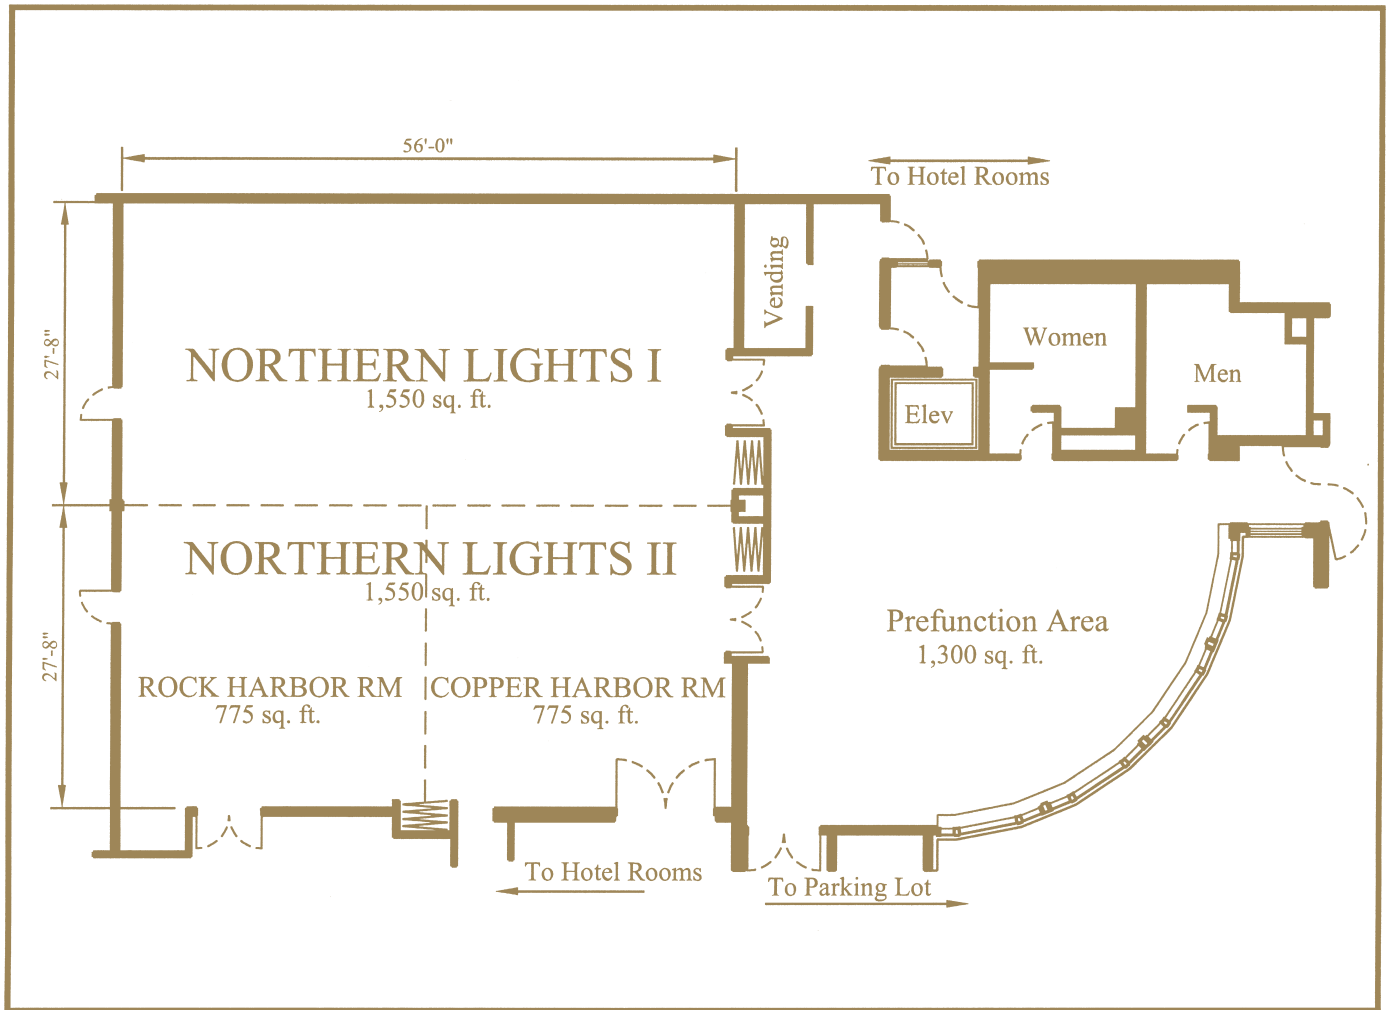 56'-0"
To Hotel Rooms
Vending
27'-8"
Women
NORTHERN LIGHTS I
1,550 sq. ft.
Men
Elev
NORTHERN LIGHTS II
1,550 sq. ft.
Prefunction Area
1,300 sq. ft.
27'-8"
ROCK HARBOR RM
775 sq. ft.
COPPER HARBOR RM
775 sq. ft.
To Hotel Rooms
To Parking Lot